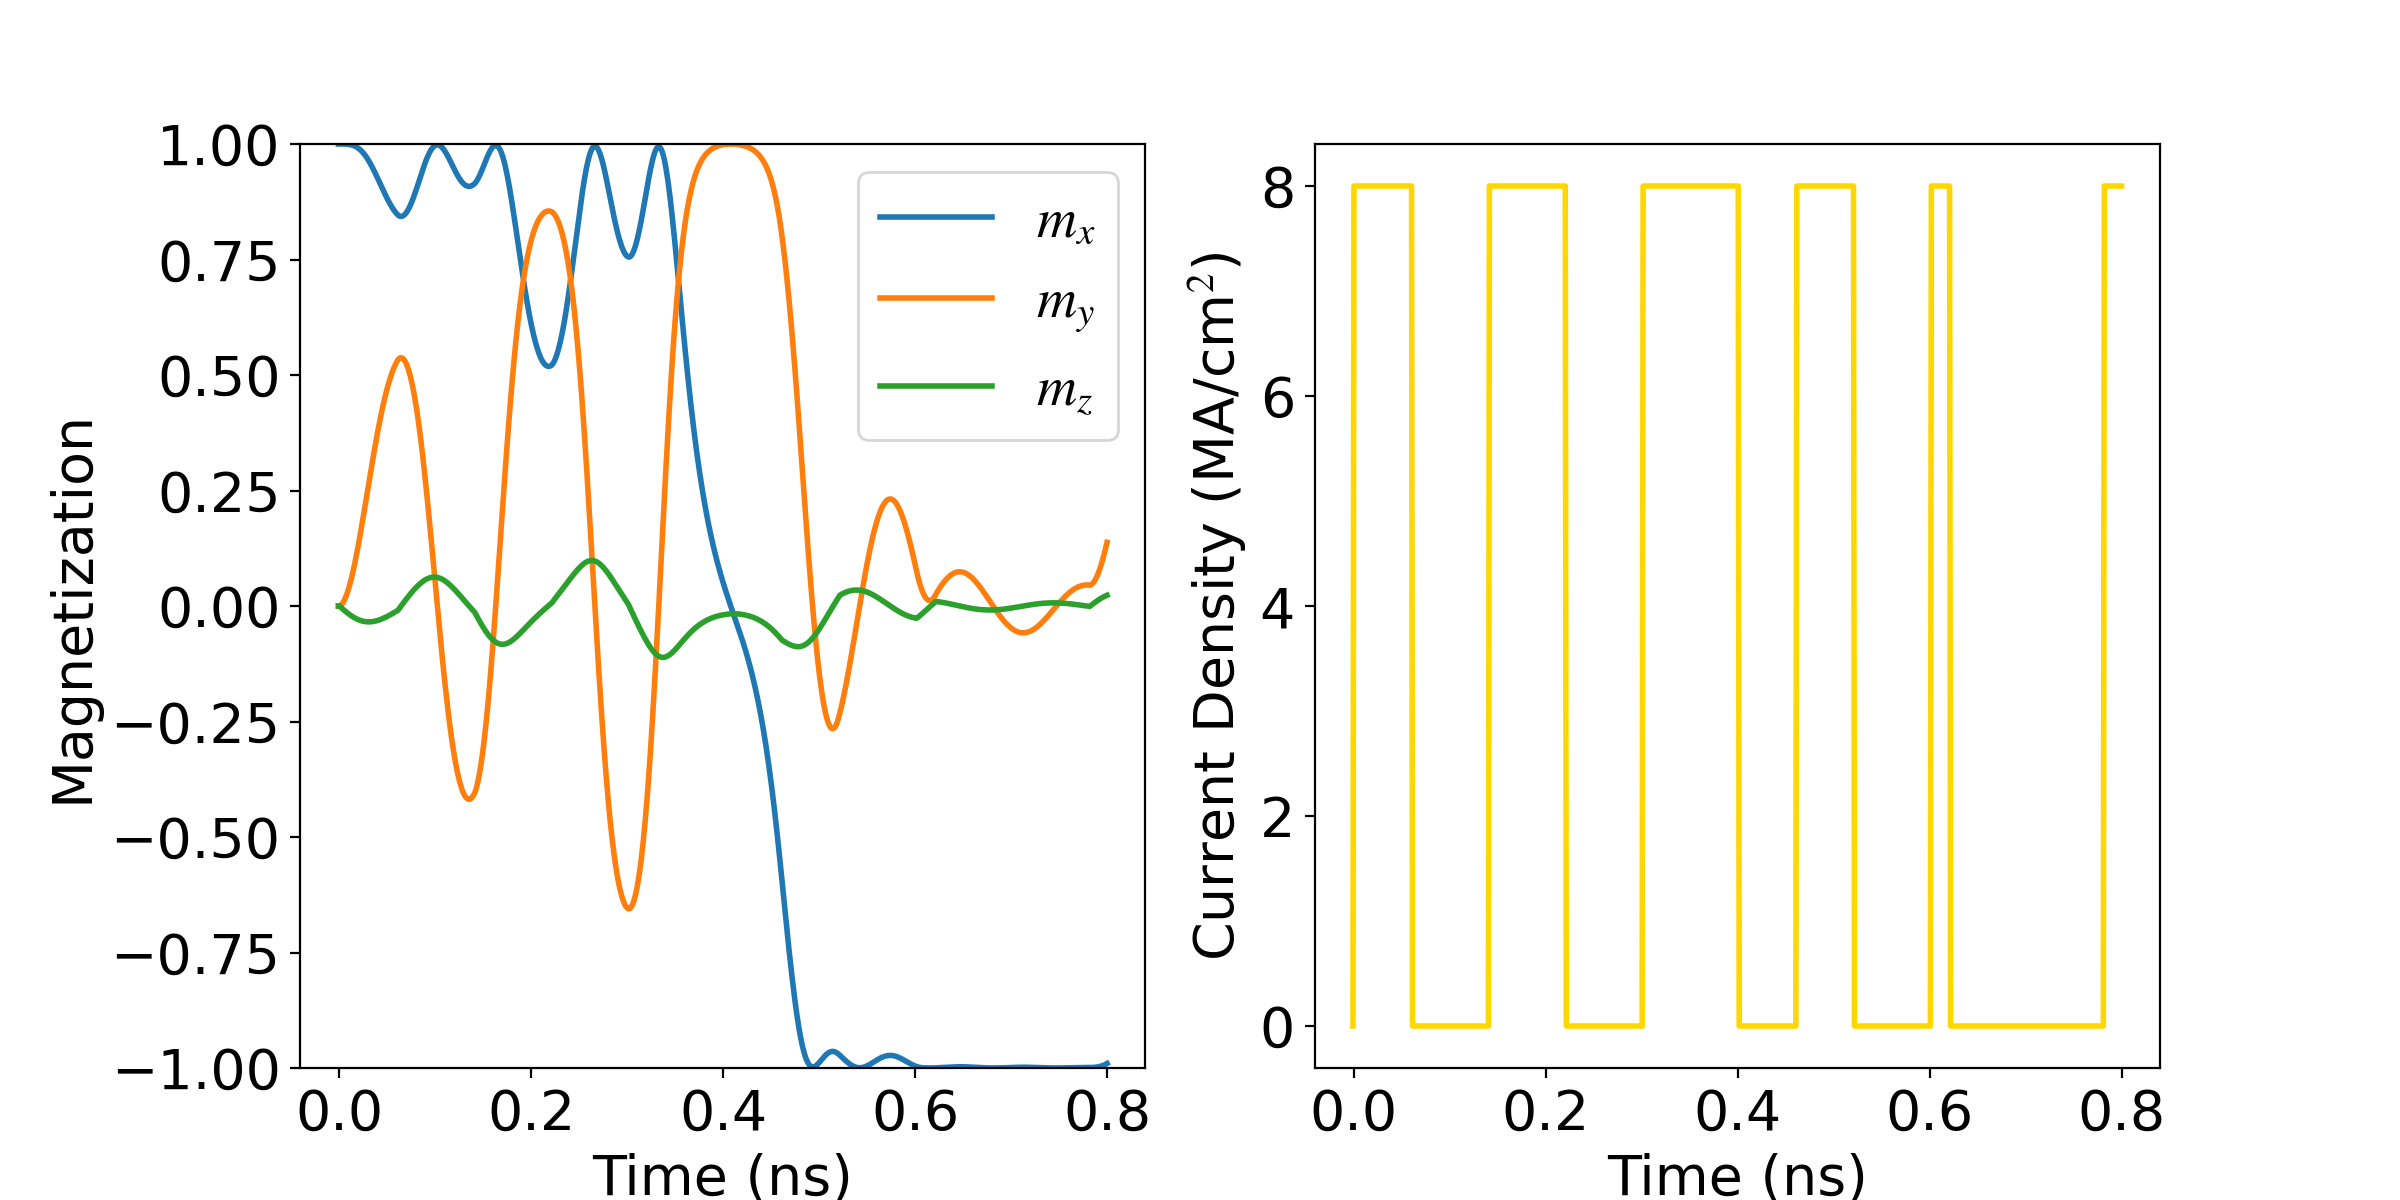 Magnetization
1.00
0.75
0.50
0.25
0.00
−0.25
−0.50
−0.75
−1.00
0.0 0.2 0.4 0.6 0.8
Time (ns)
m_x
m_y
m_z
Current Density (MA/cm²)
8
6
4
2
0
0.0 0.2 0.4 0.6 0.8
Time (ns)